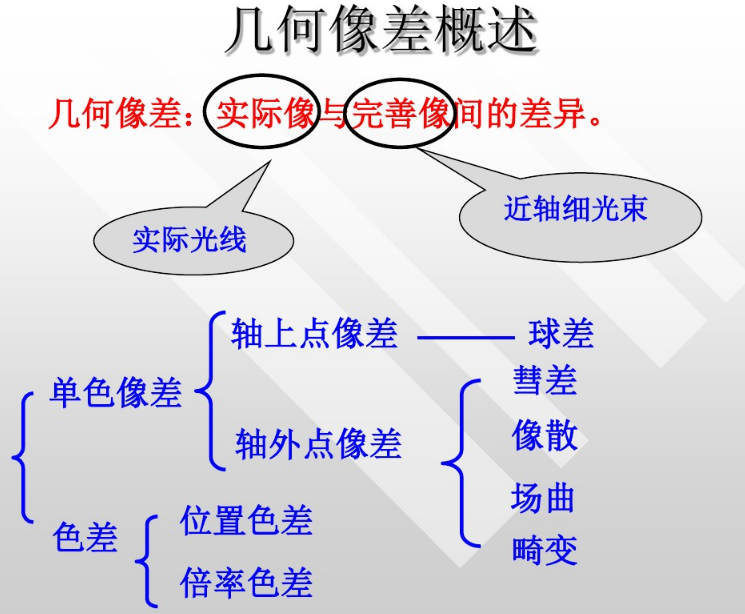 几何像差概述
几何像差：实际像与完善像间的差异。
实际光线
近轴细光束
轴上点像差
球差
单色像差
彗差
轴外点像差
像散
场曲
色差
位置色差
畸变
倍率色差